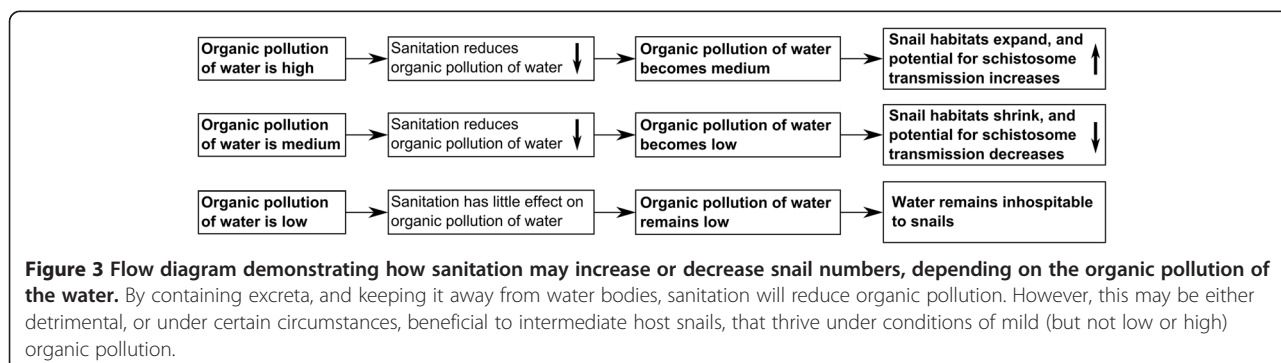 Organic pollution
of water is high
Sanitation reduces
organic pollution of water
Organic pollution of water
becomes medium
Snail habitats expand, and
potential for schistosome
transmission increases
Organic pollution
of water is medium
Sanitation reduces
organic pollution of water
Organic pollution of water
becomes low
Snail habitats shrink, and
potential for schistosome
transmission decreases
Organic pollution
of water is low
Sanitation has little effect on
organic pollution of water
Organic pollution of water
remains low
Water remains inhospitable
to snails
Figure 3 Flow diagram demonstrating how sanitation may increase or decrease snail numbers, depending on the organic pollution of
the water. By containing excreta, and keeping it away from water bodies, sanitation will reduce organic pollution. However, this may be either
detrimental, or under certain circumstances, beneficial to intermediate host snails, that thrive under conditions of mild (but not low or high)
organic pollution.